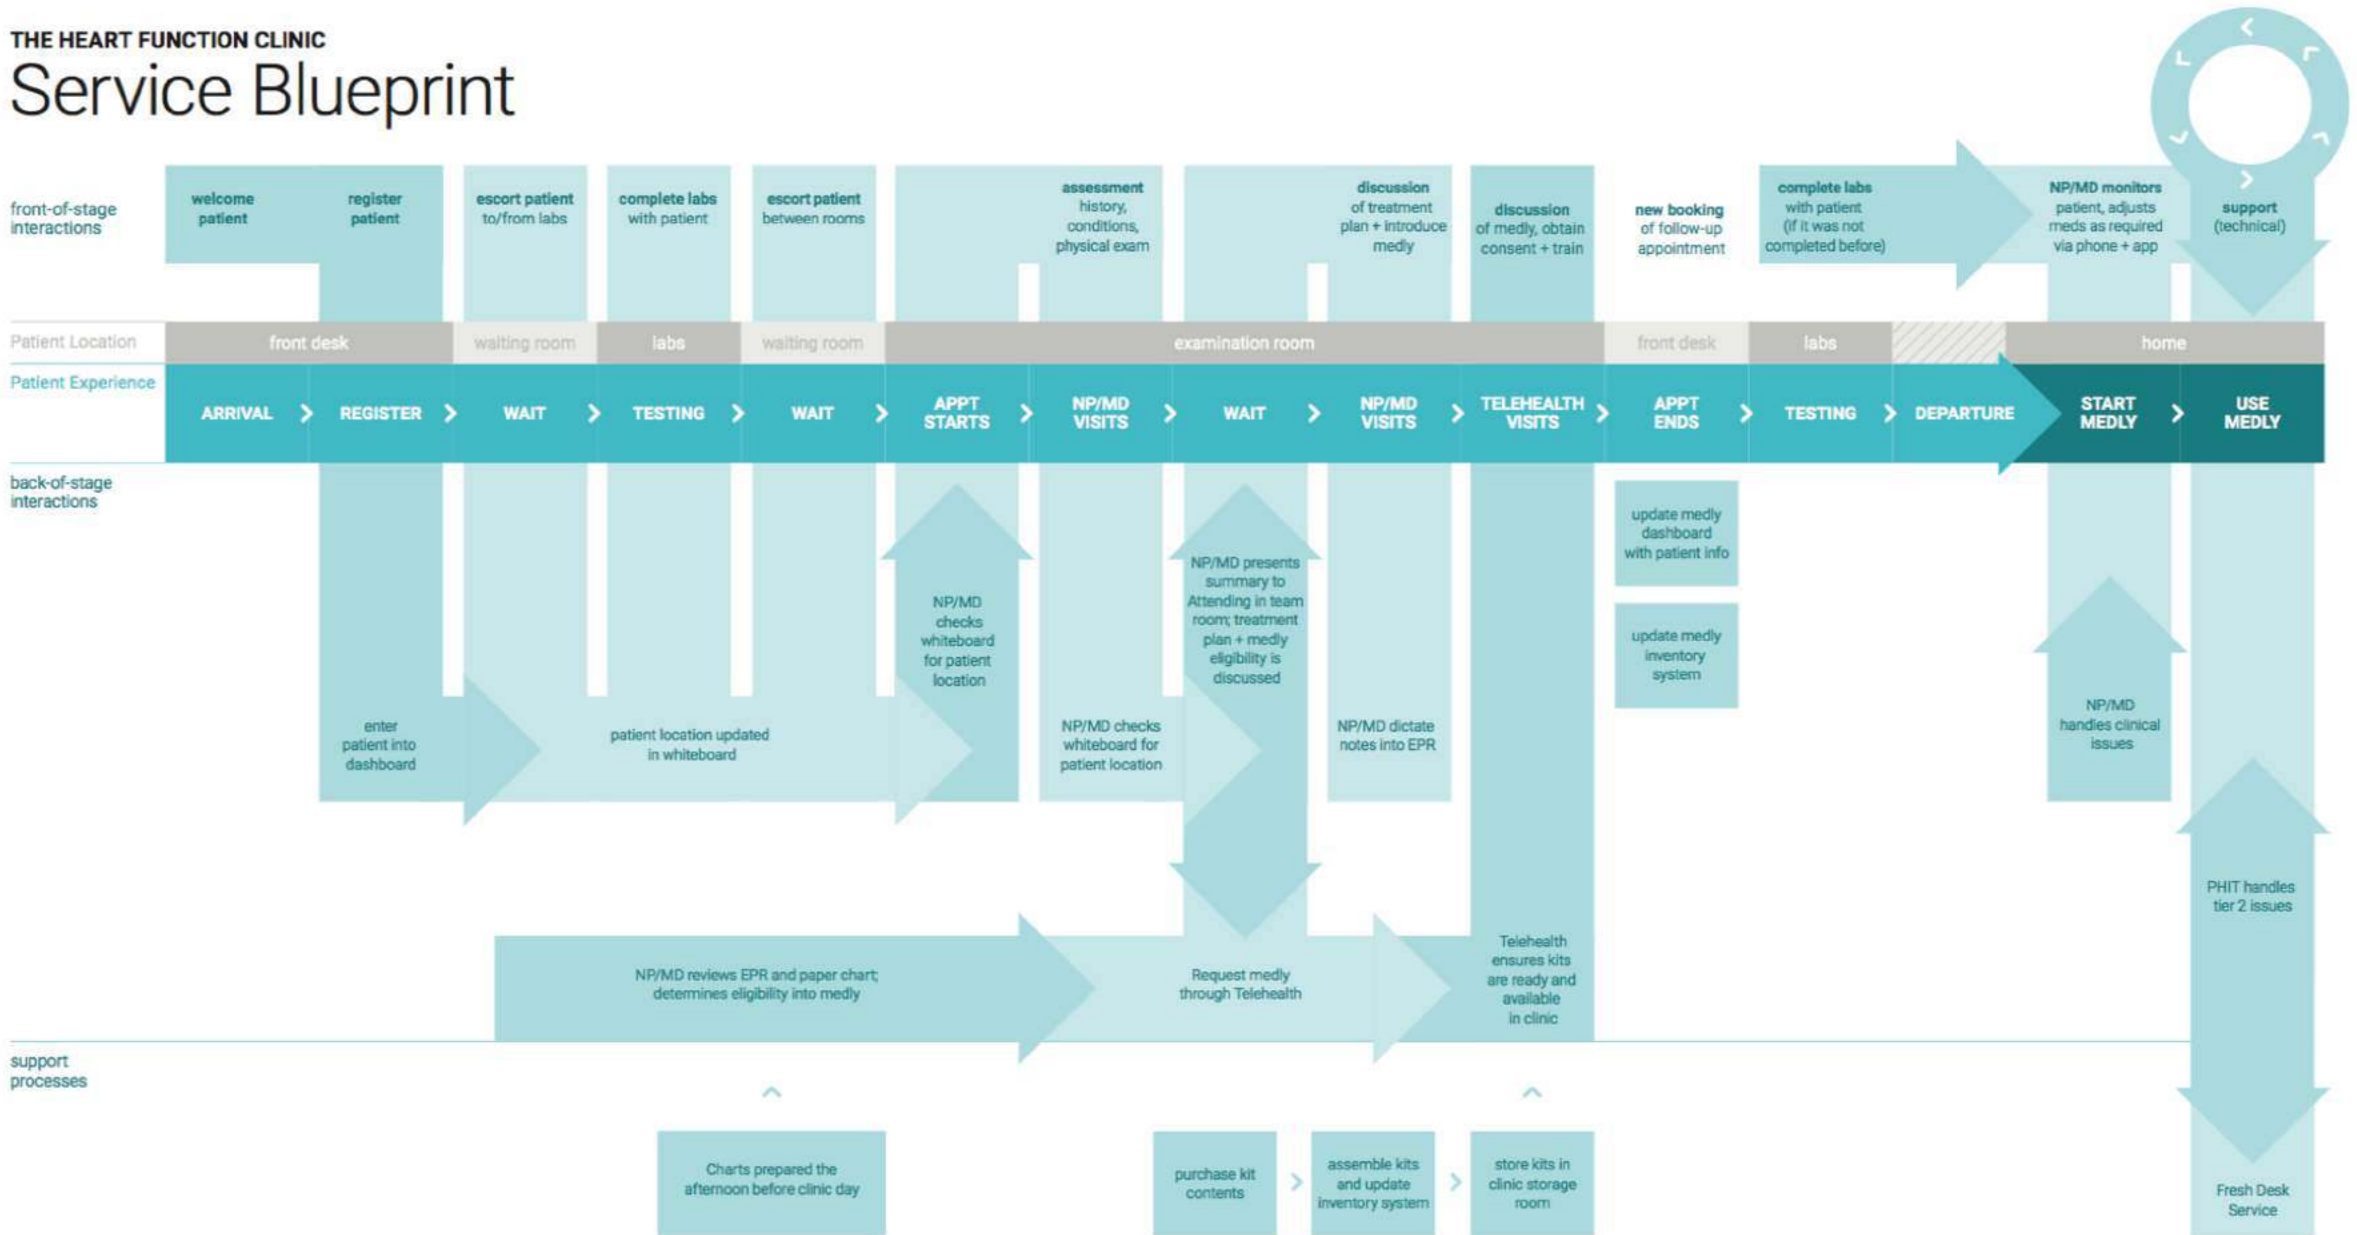 THE HEART FUNCTION CLINIC
Service Blueprint
front-of-stage
interactions
welcome
patient
register
patient
escort patient
to/from labs
complete labs
with patient
escort patient
between rooms
assessment
history,
conditions,
physical exam
discussion
of treatment
plan + introduce
medly
discussion
of medly, obtain
consent + train
new booking
of follow-up
appointment
complete labs
with patient
(if it was not
completed before)
NP/MD monitors
patient, adjusts
meds as required
via phone + app
support
(technical)
Patient Location
front desk
waiting room
labs
waiting room
examination room
front desk
labs
home
Patient Experience
ARRIVAL
REGISTER
WAIT
TESTING
WAIT
APPT
STARTS
NP/MD
VISITS
WAIT
NP/MD
VISITS
TELEHEALTH
VISITS
APPT
ENDS
TESTING
DEPARTURE
START
MEDLY
USE
MEDLY
back-of-stage
interactions
enter
patient into
dashboard
patient location updated
in whiteboard
NP/MD
checks
whiteboard
for patient
location
NP/MD checks
whiteboard for
patient location
NP/MD presents
summary to
Attending in team
room; treatment
plan + medly
eligibility is
discussed
NP/MD dictate
notes into EPR
update medly
dashboard
with patient info
update medly
inventory
system
NP/MD
handles clinical
issues
PHIT handles
tier 2 issues
NP/MD reviews EPR and paper chart;
determines eligibility into medly
Request medly
through Telehealth
Telehealth
ensures kits
are ready and
available
in clinic
support
processes
Charts prepared the
afternoon before clinic day
purchase kit
contents
assemble kits
and update
inventory system
store kits in
clinic storage
room
Fresh Desk
Service